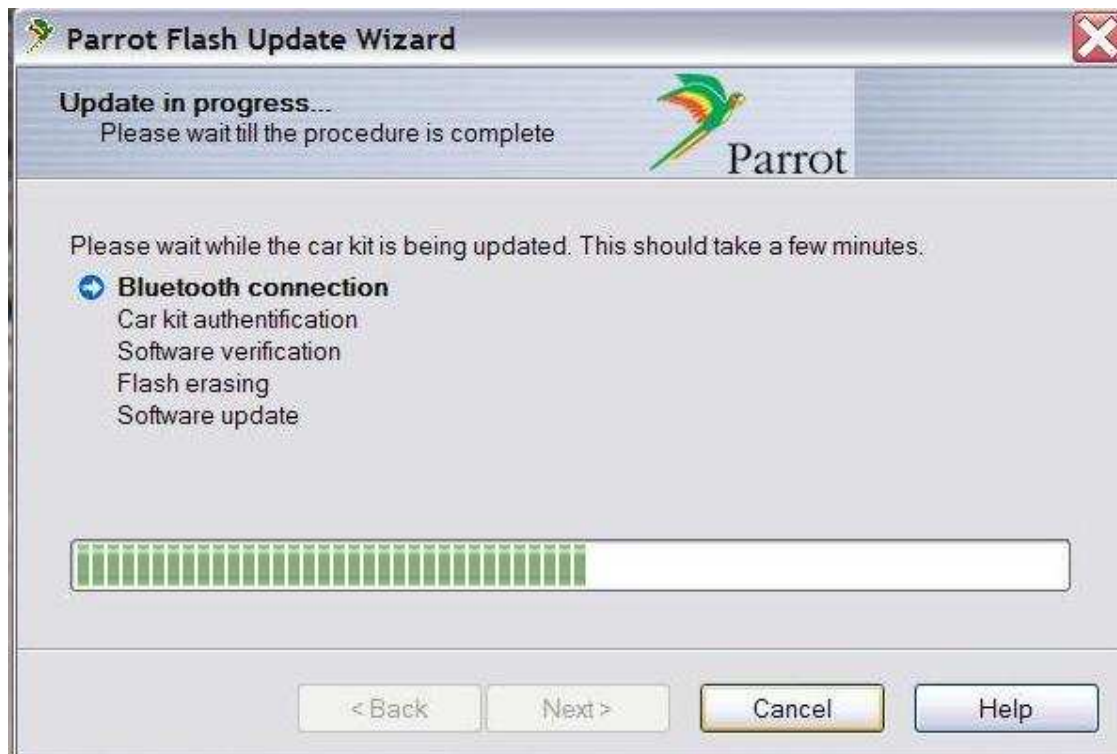 Parrot Flash Update Wizard
Update in progress...
Please wait till the procedure is complete
Parrot
Please wait while the car kit is being updated. This should take a few minutes.
Bluetooth connection
Car kit authentification
Software verification
Flash erasing
Software update
< Back
Next >
Cancel
Help